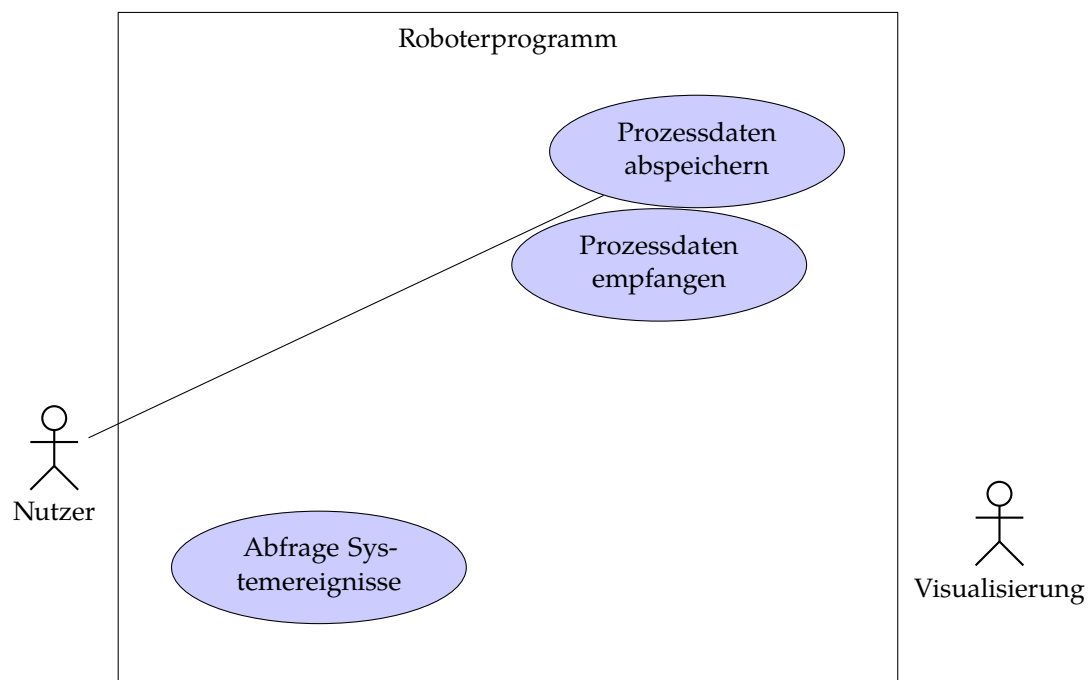 Roboterprogramm
Prozessdaten
abspeichern
Prozessdaten
empfangen
Nutzer
Abfrage Sys-
temereignisse
Visualisierung